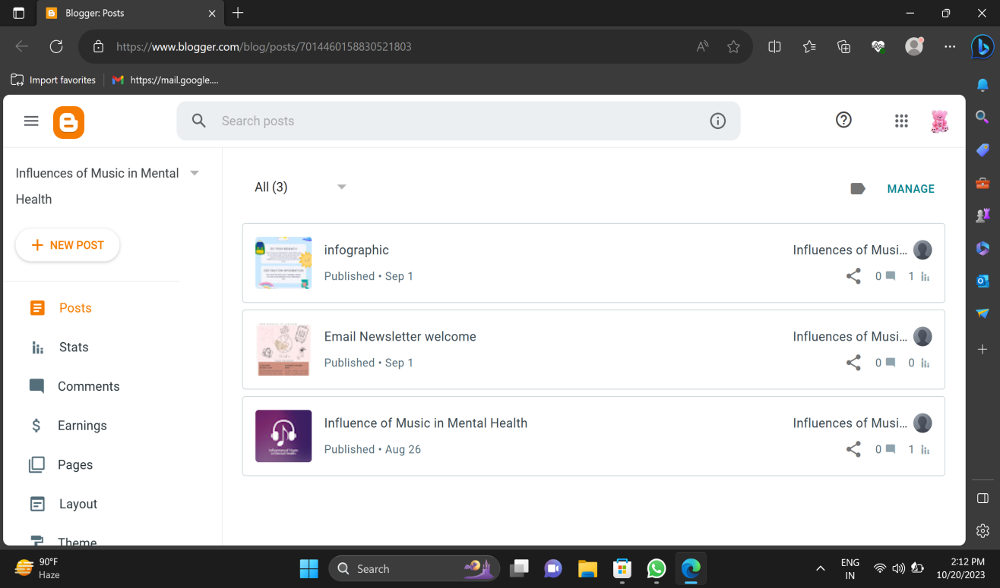 Blogger: Posts
https://www.blogger.com/blog/posts/7014460158830521803
Import favorites
https://mail.google....
Search posts
Influences of Music in Mental
Health
NEW POST
Posts
Stats
Comments
Earnings
Pages
Layout
Theme
All (3)
MANAGE
infographic
Influences of Musi...
Published • Sep 1
0
1
Email Newsletter welcome
Influences of Musi...
Published • Sep 1
0
0
Influence of Music in Mental Health
Influences of Musi...
Published • Aug 26
0
1
90°F
Haze
Search
ENG
IN
2:12 PM
10/20/2023